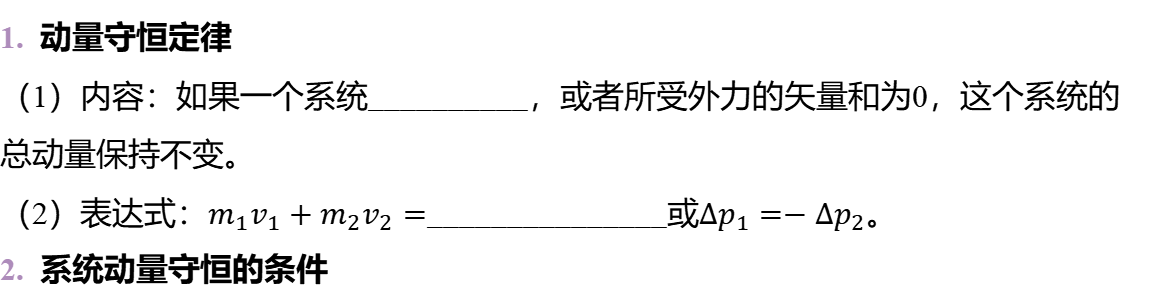 1. 动量守恒定律
（1）内容：如果一个系统__________，或者所受外力的矢量和为0，这个系统的
总动量保持不变。
（2）表达式：m₁v₁ + m₂v₂ =_______________或Δp₁ =− Δp₂。
2. 系统动量守恒的条件